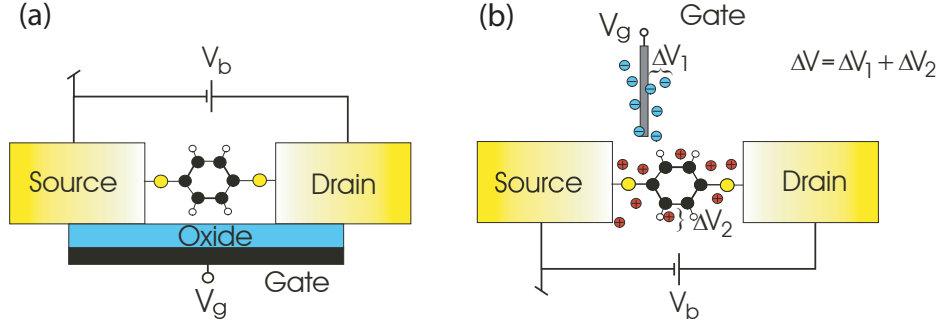 (a)
V_b
Source
Drain
Oxide
Gate
V_g
(b)
Gate
V_g
ΔV_1
ΔV = ΔV_1 + ΔV_2
Source
Drain
ΔV_2
V_b